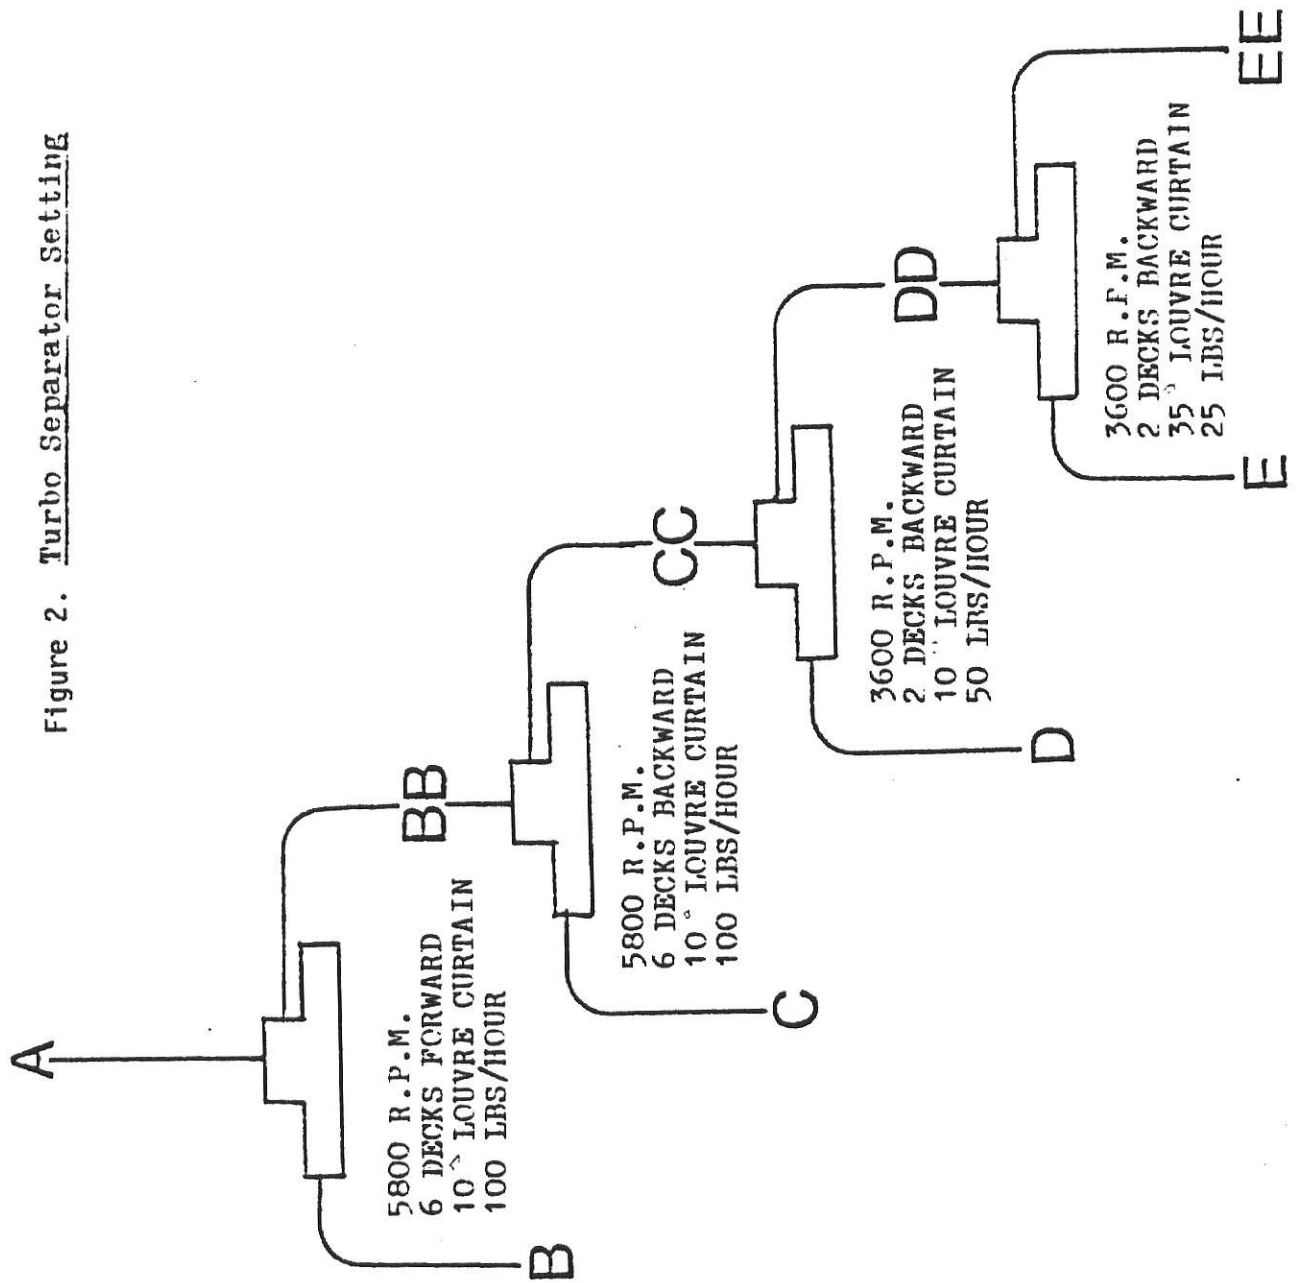 Figure 2. Turbo Separator Setting
A
5800 R.P.M.
6 DECKS FORWARD
10° LOUVRE CURTAIN
100 LBS/HOUR
B
BB
5800 R.P.M.
6 DECKS BACKWARD
10° LOUVRE CURTAIN
100 LBS/HOUR
C
CC
3600 R.P.M.
2 DECKS BACKWARD
10° LOUVRE CURTAIN
50 LBS/HOUR
D
DD
3600 R.P.M.
2 DECKS BACKWARD
35° LOUVRE CURTAIN
25 LBS/HOUR
E
EE